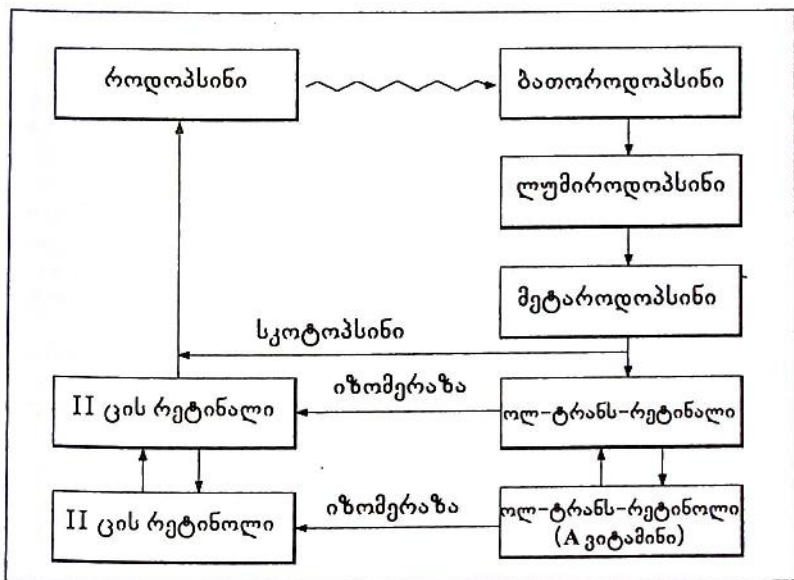 როდოპსინი
ბათოროდოპსინი
ლუმიროდოპსინი
მეტაროდოპსინი
სკოტოპსინი
II ცის რეტინალი
იზომერაზა
ოლ-ტრანს-რეტინალი
II ცის რეტინოლი
იზომერაზა
ოლ-ტრანს-რეტინოლი
(A ვიტამინი)